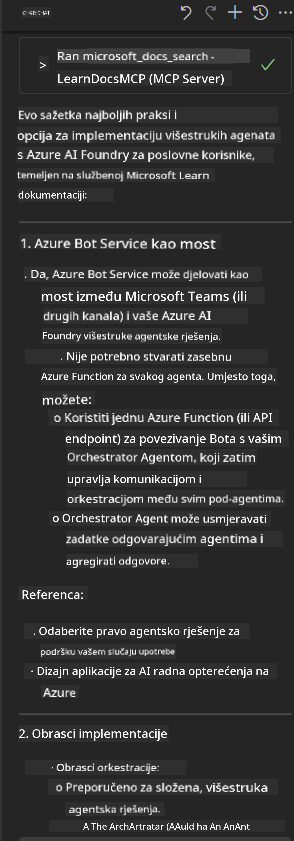 Ran microsoft_docs_search -
LearnDocsMCP (MCP Server)
Evo sažetka najboljih praksi i
opcija za implementaciju višestrukih agenata
s Azure AI Foundry za poslovne korisnike,
temeljen na službenoj Microsoft Learn
dokumentaciji:
1. Azure Bot Service kao most
. Da, Azure Bot Service može djelovati kao
most između Microsoft Teams (ili
drugih kanala) i vaše Azure AI
Foundry višestruke agentske rješenja.
. Nije potrebno stvarati zasebnu
Azure Function za svakog agenta. Umjesto toga,
možete:
o Koristiti jednu Azure Function (ili API
endpoint) za povezivanje Bota s vašim
Orchestrator Agentom, koji zatim
upravlja komunikacijom i
orkestracijom među svim pod-agentima.
o Orchestrator Agent može usmjeravati
zadatke odgovarajućim agentima i
agregirati odgovore.
Referenca:
. Odaberite pravo agentsko rješenje za
podršku vašem slučaju upotrebe
· Dizajn aplikacije za AI radna opterećenja na
Azure
2. Obrasci implementacije
· Obrasci orkestracije:
o Preporučeno za složena, višestruka
agentska rješenja.
A The